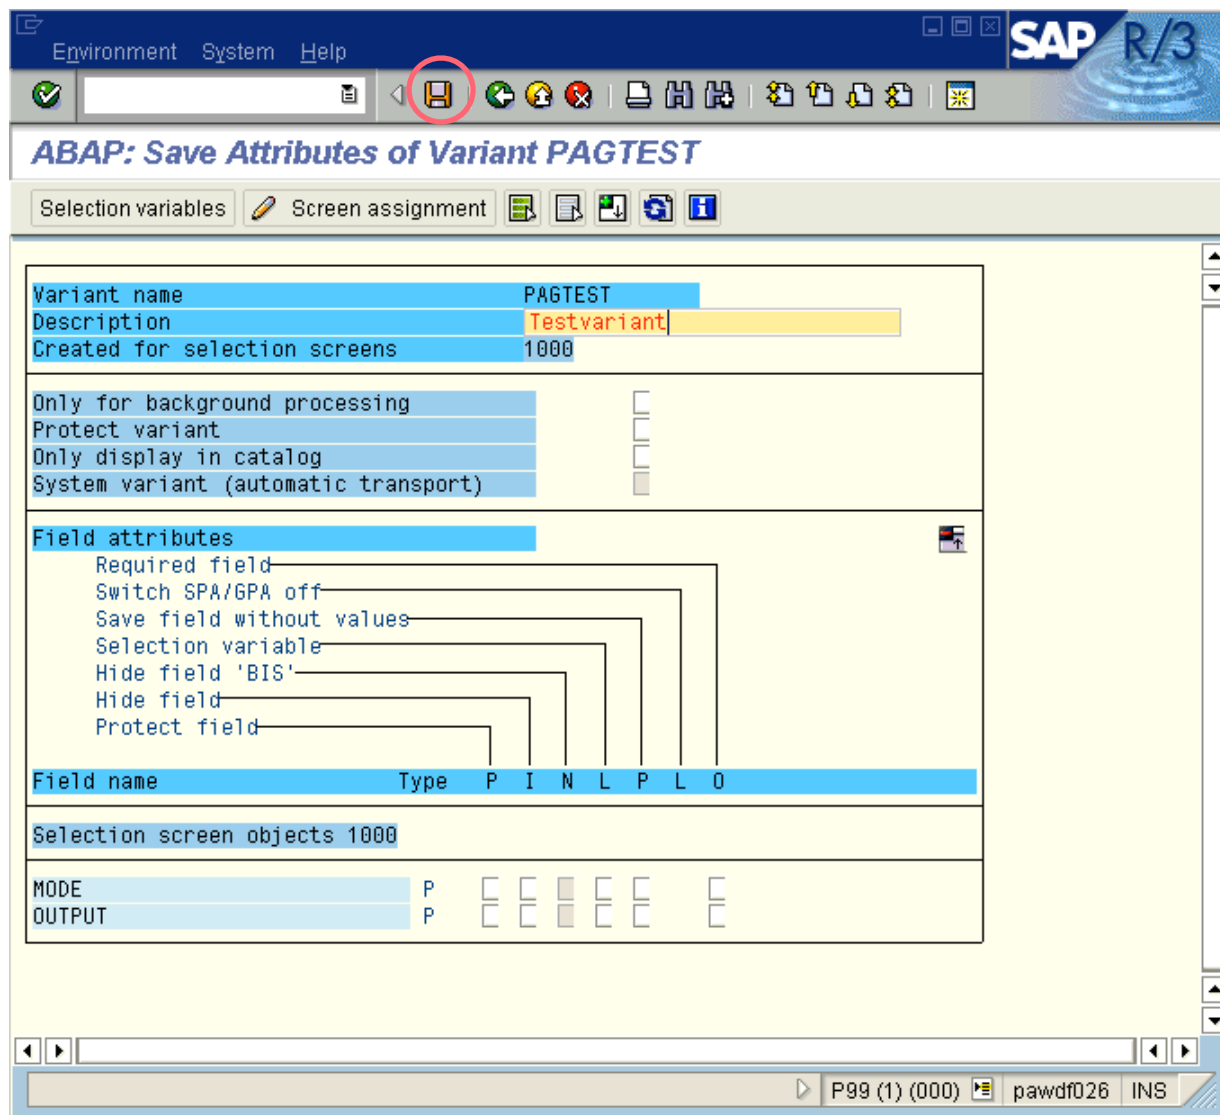 SAP R/3
Environment System Help
ABAP: Save Attributes of Variant PAGTEST
Selection variables Screen assignment
Variant name PAGTEST
Description Testvariant
Created for selection screens 1000
Only for background processing
Protect variant
Only display in catalog
System variant (automatic transport)
Field attributes
Required field
Switch SPA/GPA off
Save field without values
Selection variable
Hide field 'BIS'
Hide field
Protect field
Field name Type P I N L P L O
Selection screen objects 1000
MODE P
OUTPUT P
P99 (1) (000) pawdf026 INS